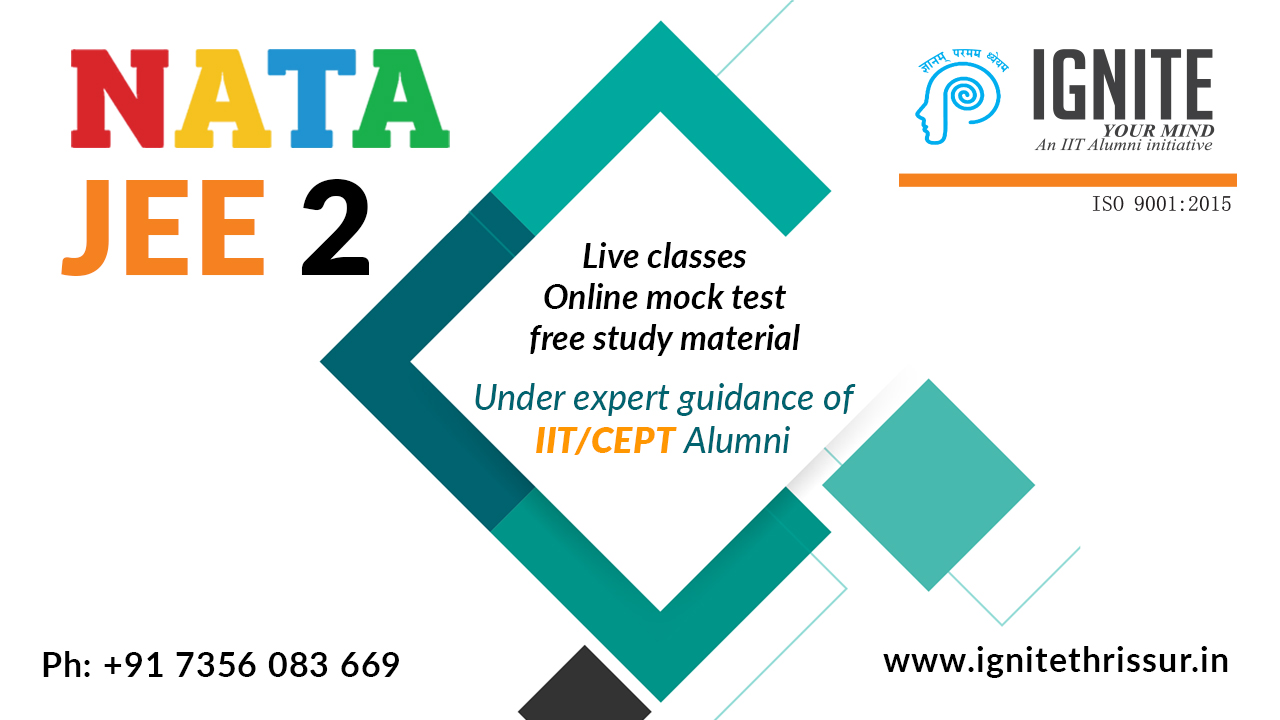 NATA
JEE 2
ज्ञानम् परमम ध्येयम
IGNITE
YOUR MIND
An IIT Alumni initiative
ISO 9001:2015
Live classes
Online mock test
free study material
Under expert guidance of
IIT/CEPT Alumni
Ph: +91 7356 083 669
www.ignitethrissur.in